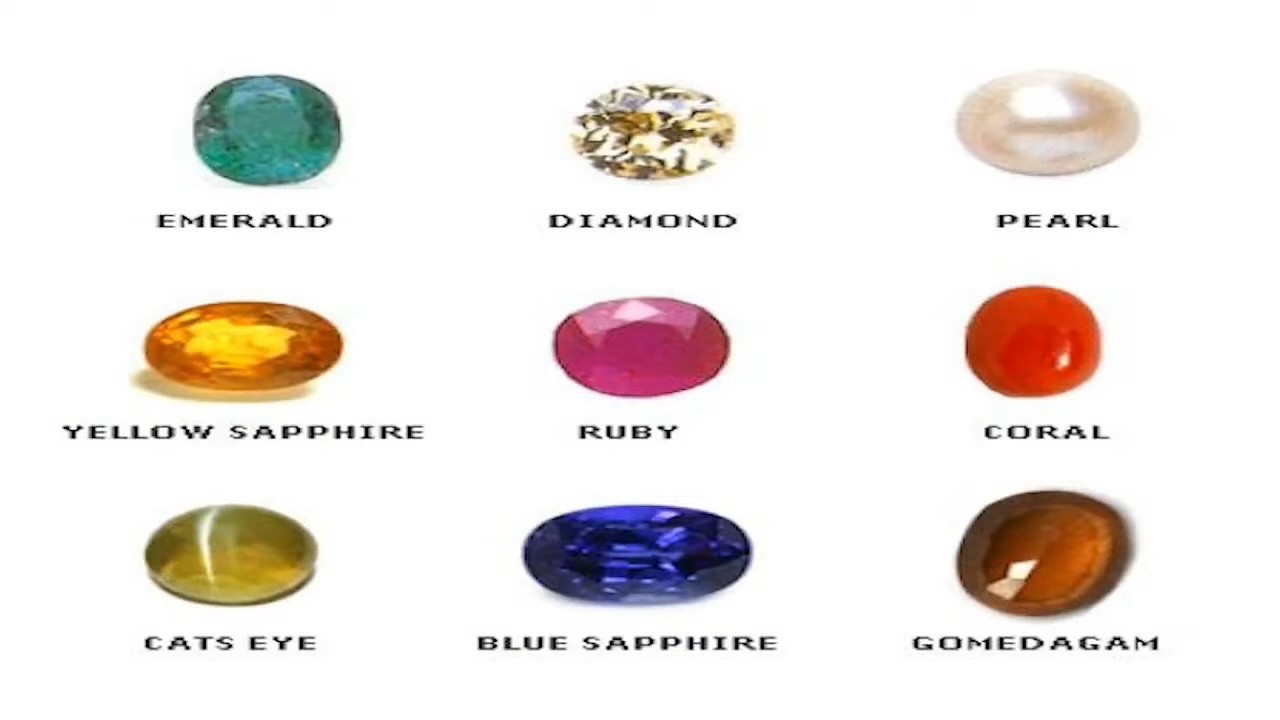 EMERALD
DIAMOND
PEARL
YELLOW SAPPHIRE
RUBY
CORAL
CATS EYE
BLUE SAPPHIRE
GOMEDAGAM